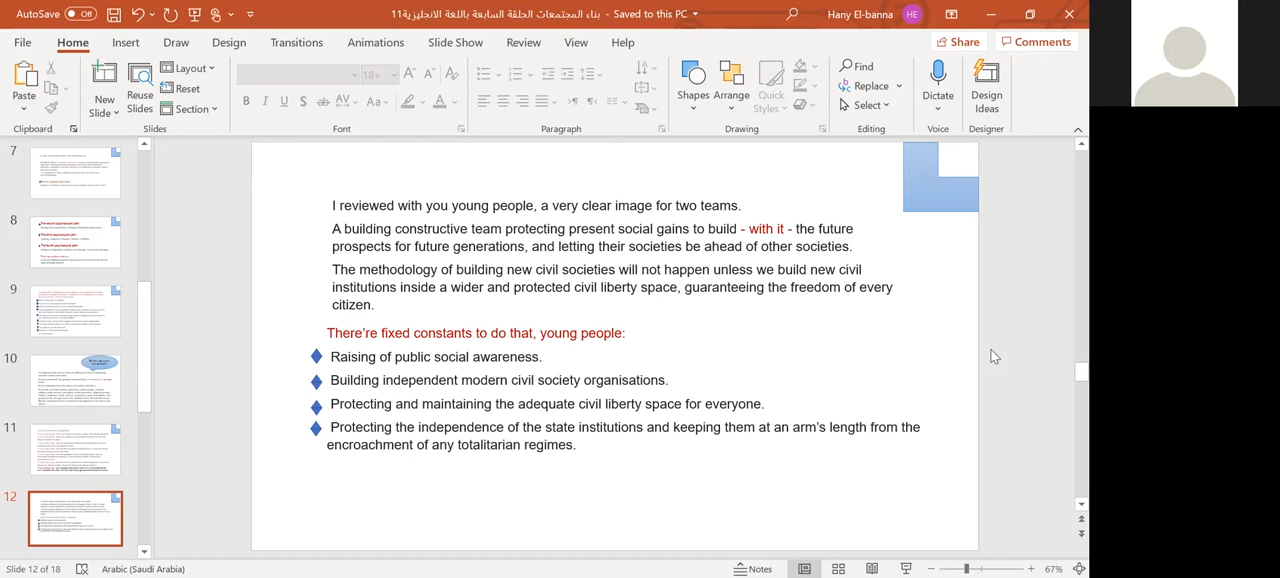 AutoSave Off
بناء المجتمعات الحلقة السابعة باللغة الانجليزية11 - Saved to this PC
Hany El-banna HE
File Home Insert Draw Design Transitions Animations Slide Show Review View Help Share Comments
Paste
New Slide
Reuse Slides
Layout
Reset
Section
18+
Shapes
Arrange
Quick Styles
Find
Replace
Select
Dictate
Design Ideas
Clipboard Slides Font Paragraph Drawing Editing Voice Designer
7
8
9
10
11
12
I reviewed with you young people, a very clear image for two teams.
A building constructive team protecting present social gains to build - with it - the future
prospects for future generations, and letting their societies be ahead of other societies.
The methodology of building new civil societies will not happen unless we build new civil
institutions inside a wider and protected civil liberty space, guaranteeing the freedom of every
citizen.
There're fixed constants to do that, young people:
Raising of public social awareness.
Building independent modern civil society organisations.
and maintaining the adequate civil liberty space for everyone.
Protecting the independence of the state institutions and keeping them an arm's length from the
encroachment of any totalitarian regimes.
Slide 12 of 18 Arabic (Saudi Arabia) Notes 67%